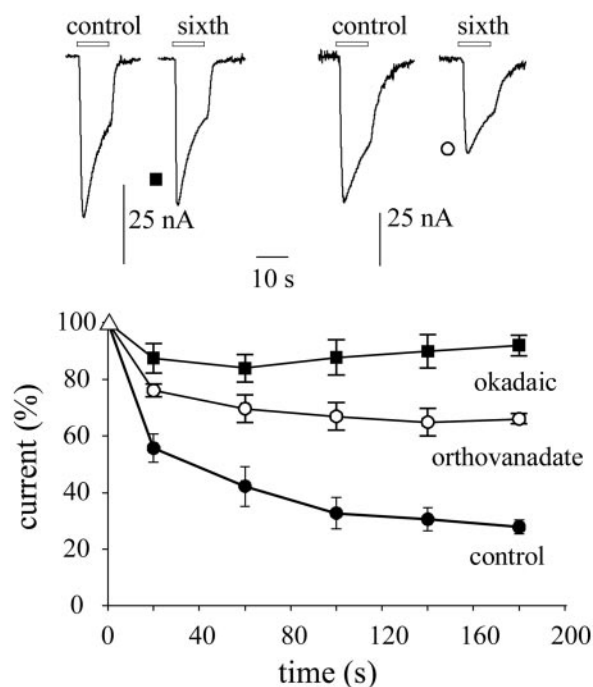 control sixth control sixth
25 nA 25 nA
10 s
100
80
60
40
20
0
okadaic
orthovanadate
control
0 40 80 120 160 200
current (%)
time (s)